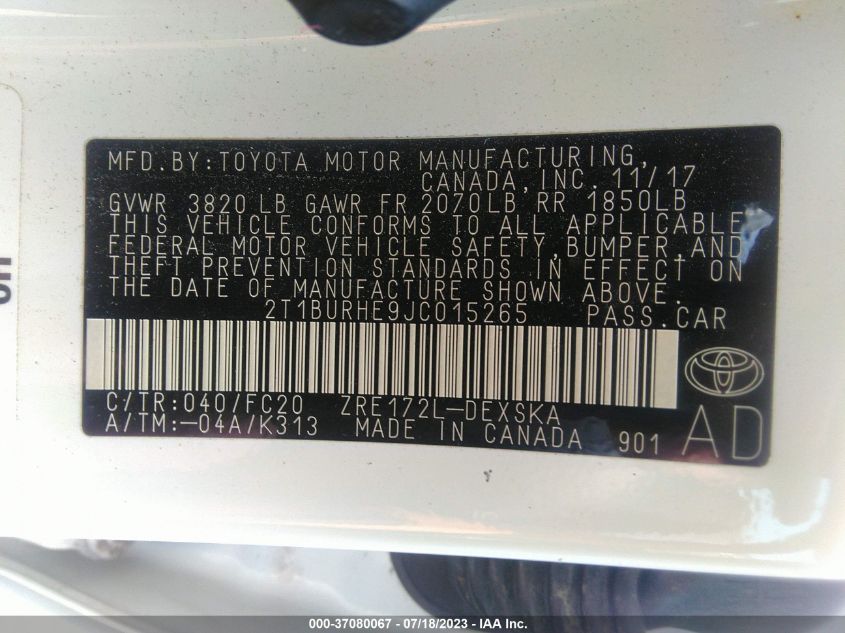 MFD.BY:TOYOTA MOTOR MANUFACTURING,
CANADA,INC. 11/17
GVWR 3820 LB GAWR FR 2070LB RR 1850LB
THIS VEHICLE CONFORMS TO ALL APPLICABLE
FEDERAL MOTOR VEHICLE SAFETY,BUMPER,AND
THEFT PREVENTION STANDARDS IN EFFECT ON
THE DATE OF MANUFACTURE SHOWN ABOVE.
2T1BURHE9JC015265 PASS.CAR
C/TR:040/FC20 ZRE172L-DEXSKA
A/TM:-04A/K313 MADE IN CANADA 901 AD
000-37080067 - 07/18/2023 - IAA Inc.